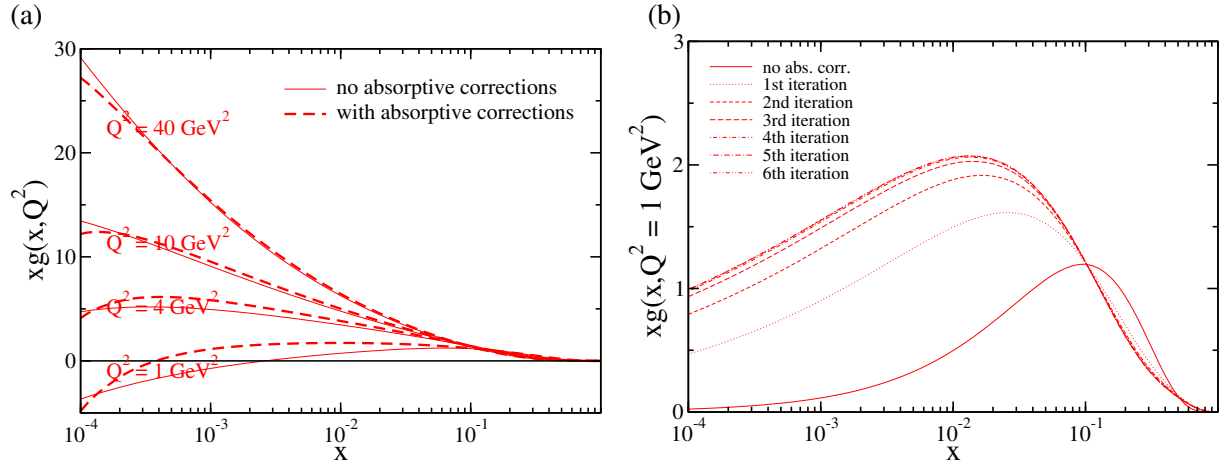 (a)
30
20
10
0
xg(x,Q²)
no absorptive corrections
with absorptive corrections
Q² = 40 GeV²
Q² = 10 GeV²
Q² = 4 GeV²
Q² = 1 GeV²
10⁻⁴ 10⁻³ 10⁻² 10⁻¹
x
(b)
3
2
1
0
xg(x,Q² = 1 GeV²)
no abs. corr.
1st iteration
2nd iteration
3rd iteration
4th iteration
5th iteration
6th iteration
10⁻⁴ 10⁻³ 10⁻² 10⁻¹
x